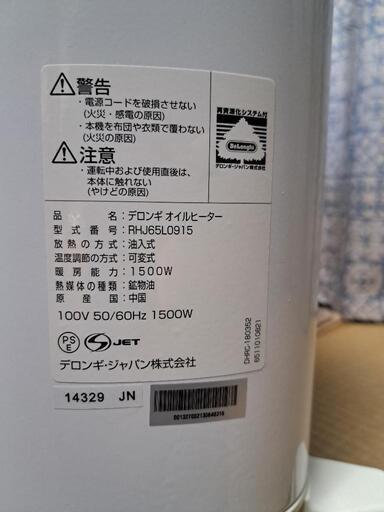 ⚠警告
・電源コードを破損させない
(火災・感電の原因)
・本機を布団や衣類で覆わない
(火災の原因)
⚠注意
・運転中および使用直後は、
本体に触れない
(やけどの原因)
再資源化システム付
DeLonghi
デロンギ・ジャパン株式会社
品名：デロンギ オイルヒーター
型式番号：RHJ65L0915
放熱の方式：油入式
温度調節の方式：可変式
暖房能力：1500W
熱媒体の種類：鉱物油
原産：中国
100V 50/60Hz 1500W
PS
E
S JET
デロンギ・ジャパン株式会社
DHRC-180352
6511010821
14329 JN